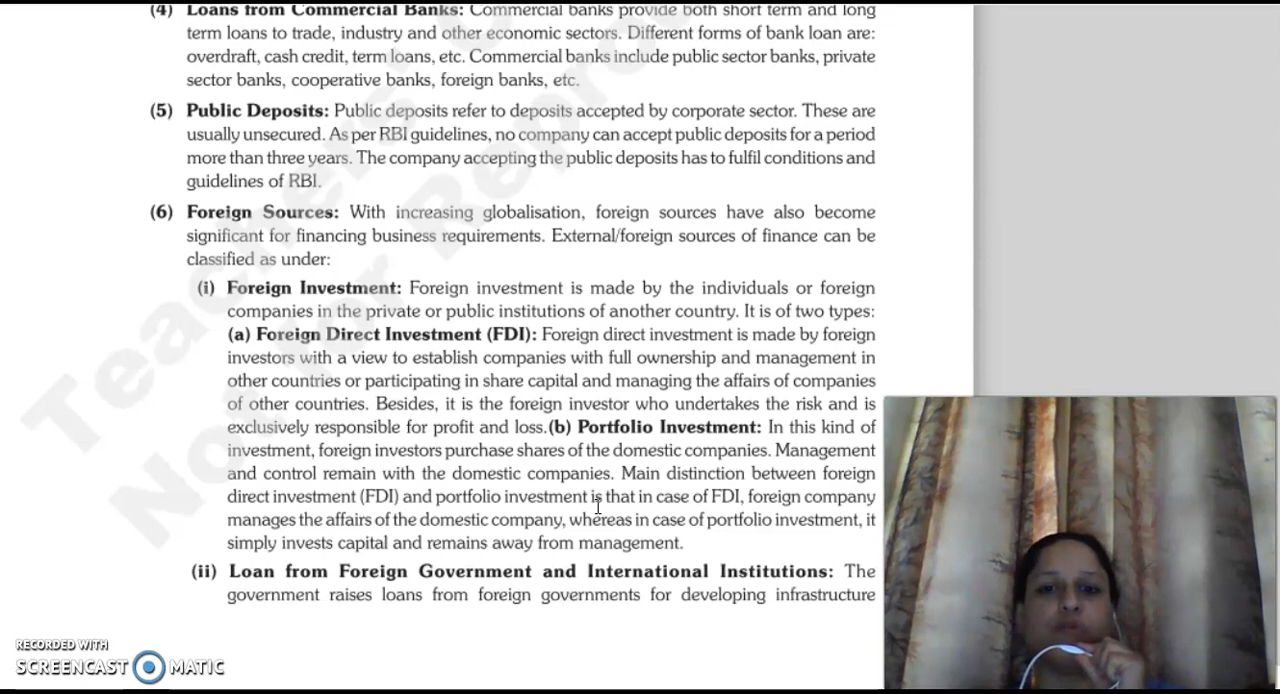 (4) Loans from Commercial Banks: Commercial banks provide both short term and long
term loans to trade, industry and other economic sectors. Different forms of bank loan are:
overdraft, cash credit, term loans, etc. Commercial banks include public sector banks, private
sector banks, cooperative banks, foreign banks, etc.
(5) Public Deposits: Public deposits refer to deposits accepted by corporate sector. These are
usually unsecured. As per RBI guidelines, no company can accept public deposits for a period
more than three years. The company accepting the public deposits has to fulfil conditions and
guidelines of RBI.
(6) Foreign Sources: With increasing globalisation, foreign sources have also become
significant for financing business requirements. External/foreign sources of finance can be
classified as under:
(i) Foreign Investment: Foreign investment is made by the individuals or foreign
companies in the private or public institutions of another country. It is of two types:
(a) Foreign Direct Investment (FDI): Foreign direct investment is made by foreign
investors with a view to establish companies with full ownership and management in
other countries or participating in share capital and managing the affairs of companies
of other countries. Besides, it is the foreign investor who undertakes the risk and is
exclusively responsible for profit and loss.(b) Portfolio Investment: In this kind of
investment, foreign investors purchase shares of the domestic companies. Management
and control remain with the domestic companies. Main distinction between foreign
direct investment (FDI) and portfolio investment is that in case of FDI, foreign company
manages the affairs of the domestic company, whereas in case of portfolio investment, it
simply invests capital and remains away from management.
(ii) Loan from Foreign Government and International Institutions: The
government raises loans from foreign governments for developing infrastructure
Teachers'
Not for
RECORDED WITH
SCREENCAST MATIC